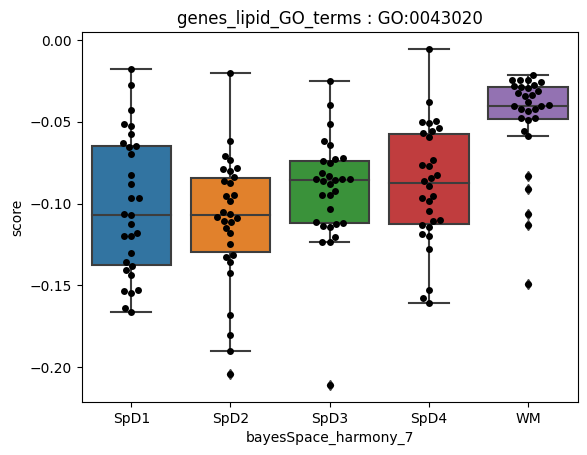 genes_lipid_GO_terms : GO:0043020
0.00
−0.05
−0.10
−0.15
−0.20
score
SpD1 SpD2 SpD3 SpD4 WM
bayesSpace_harmony_7